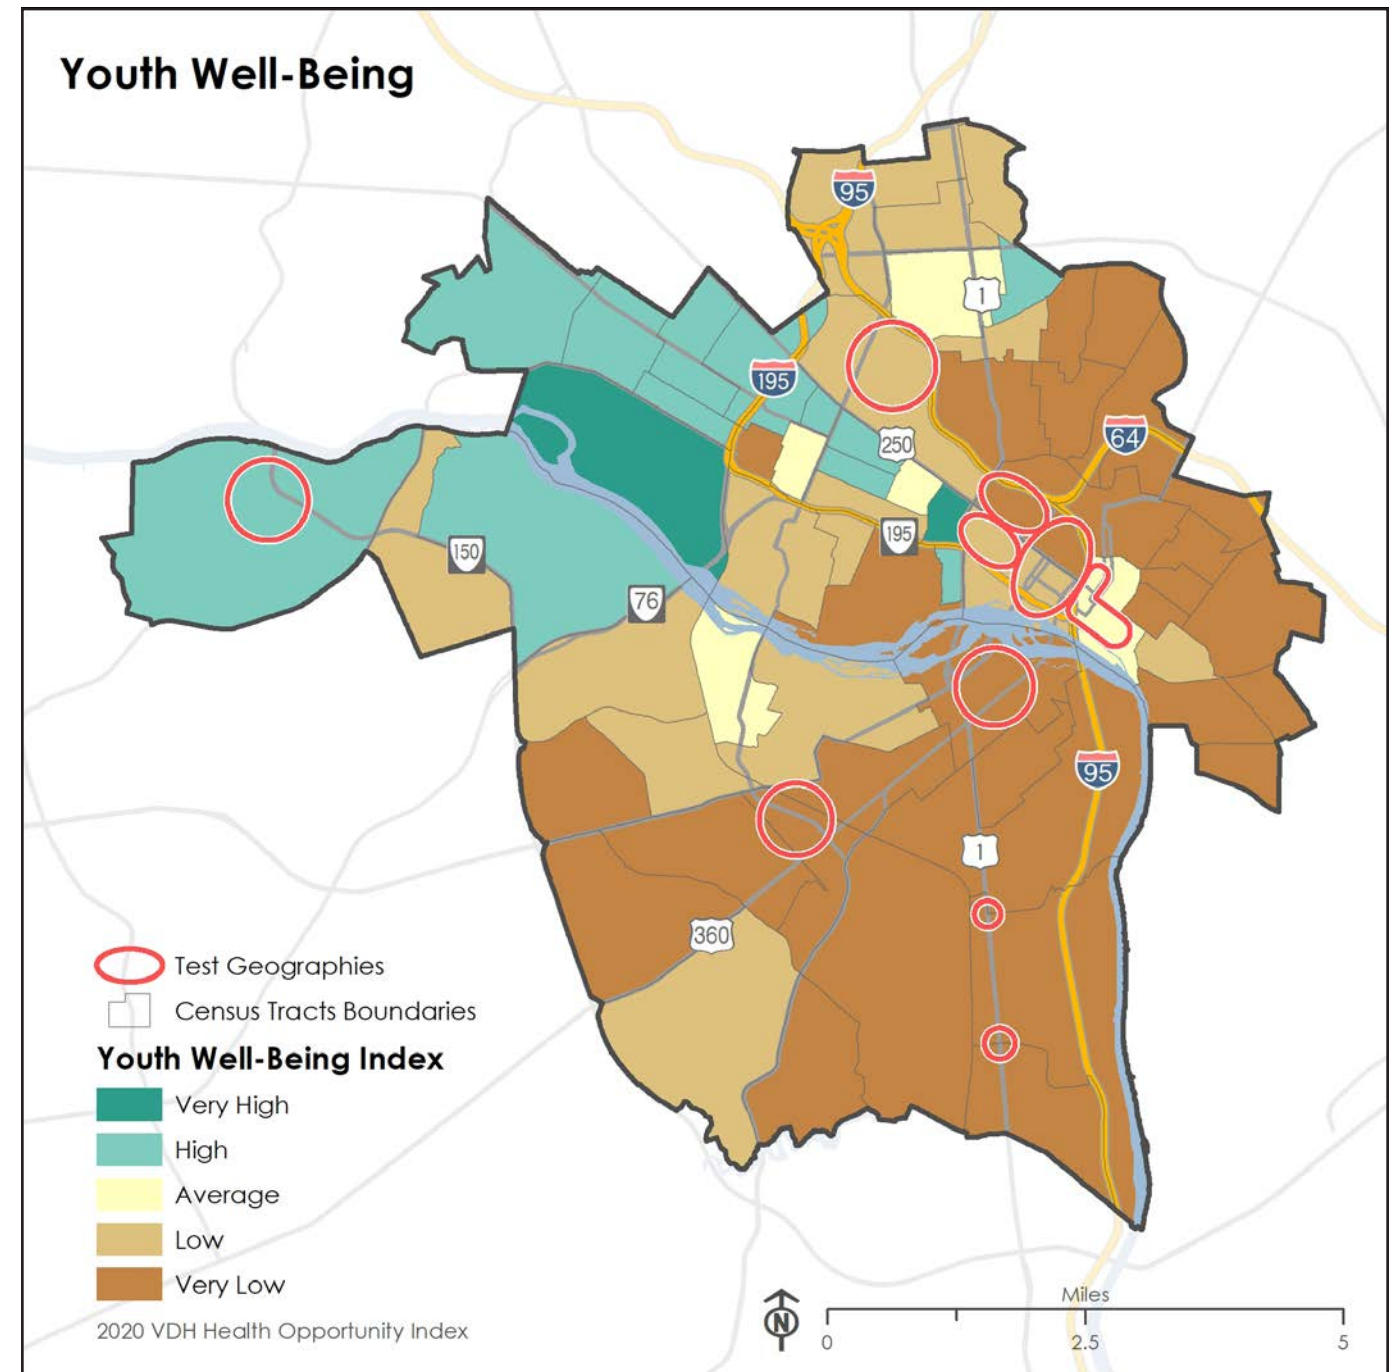 Youth Well-Being
95
1
195
64
250
195
150
76
95
1
360
Test Geographies
Census Tracts Boundaries
Youth Well-Being Index
Very High
High
Average
Low
Very Low
2020 VDH Health Opportunity Index
N
Miles
0 2.5 5